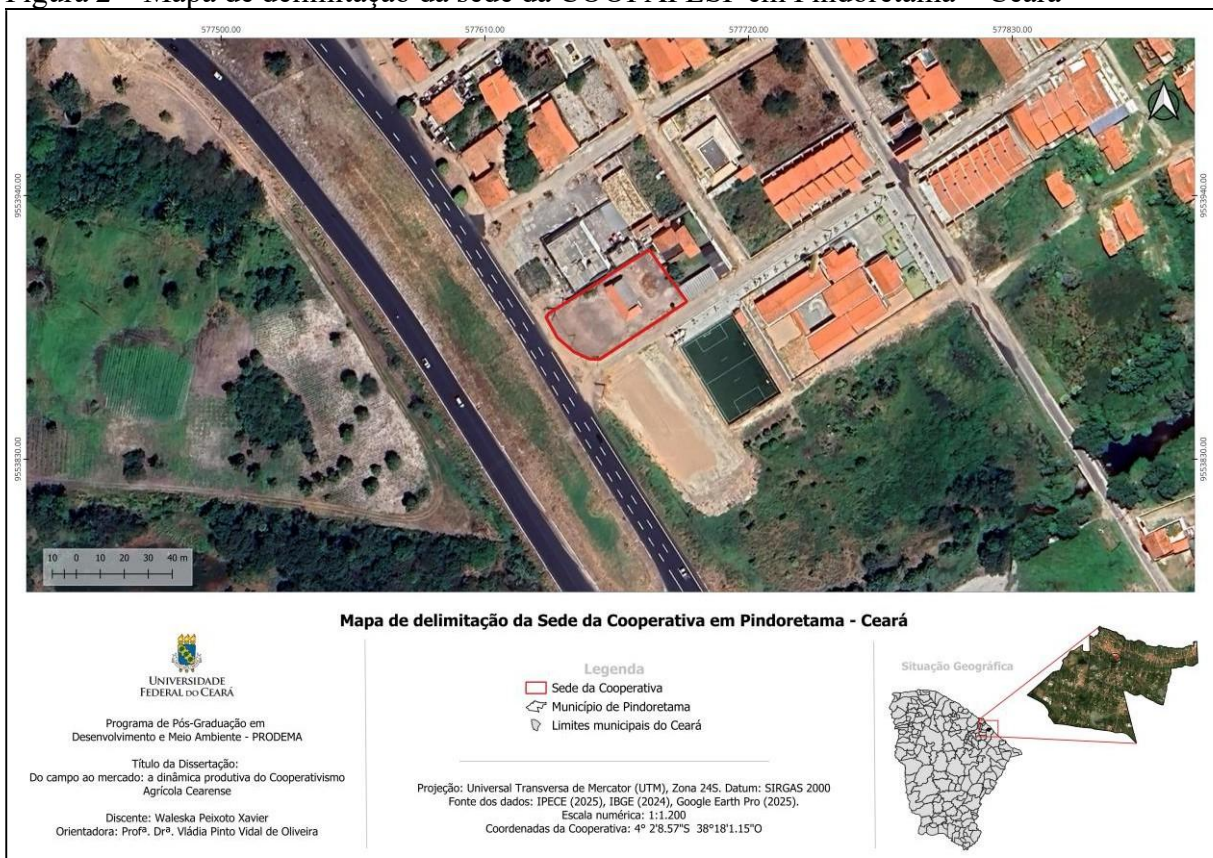 Figura 2 – Mapa de delimitação da sede da COOPAFESP em Pindoretama – Ceará
577500.00 577610.00 577720.00 577830.00
9553940.00 9553940.00
9553830.00 9553830.00
10 0 10 20 30 40 m
Mapa de delimitação da Sede da Cooperativa em Pindoretama - Ceará
UNIVERSIDADE
FEDERAL DO CEARÁ
Programa de Pós-Graduação em
Desenvolvimento e Meio Ambiente - PRODEMA
Título da Dissertação:
Do campo ao mercado: a dinâmica produtiva do Cooperativismo
Agrícola Cearense
Discente: Waleska Peixoto Xavier
Orientadora: Profª. Drª. Vládia Pinto Vidal de Oliveira
Legenda
Sede da Cooperativa
Município de Pindoretama
Limites municipais do Ceará
Projeção: Universal Transversa de Mercator (UTM), Zona 24S. Datum: SIRGAS 2000
Fonte dos dados: IPECE (2025), IBGE (2024), Google Earth Pro (2025).
Escala numérica: 1:1.200
Coordenadas da Cooperativa: 4° 2'8.57"S 38°18'1.15"O
Situação Geográfica